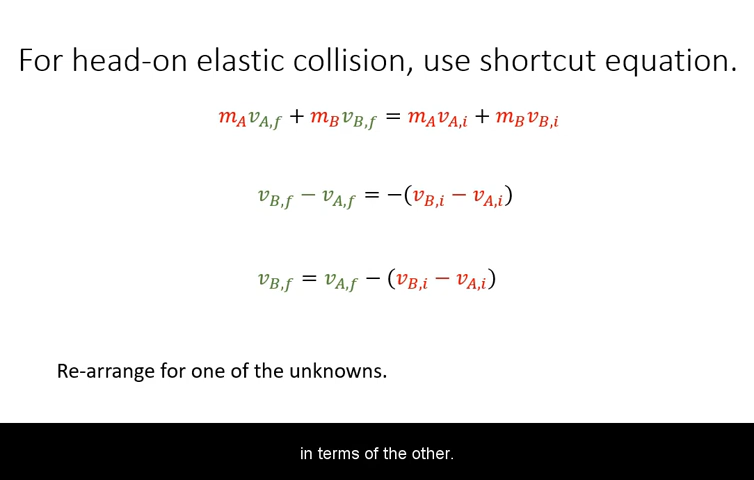 For head-on elastic collision, use shortcut equation.
m_A v_{A,f} + m_B v_{B,f} = m_A v_{A,i} + m_B v_{B,i}
v_{B,f} − v_{A,f} = −(v_{B,i} − v_{A,i})
v_{B,f} = v_{A,f} − (v_{B,i} − v_{A,i})
Re-arrange for one of the unknowns.
in terms of the other.